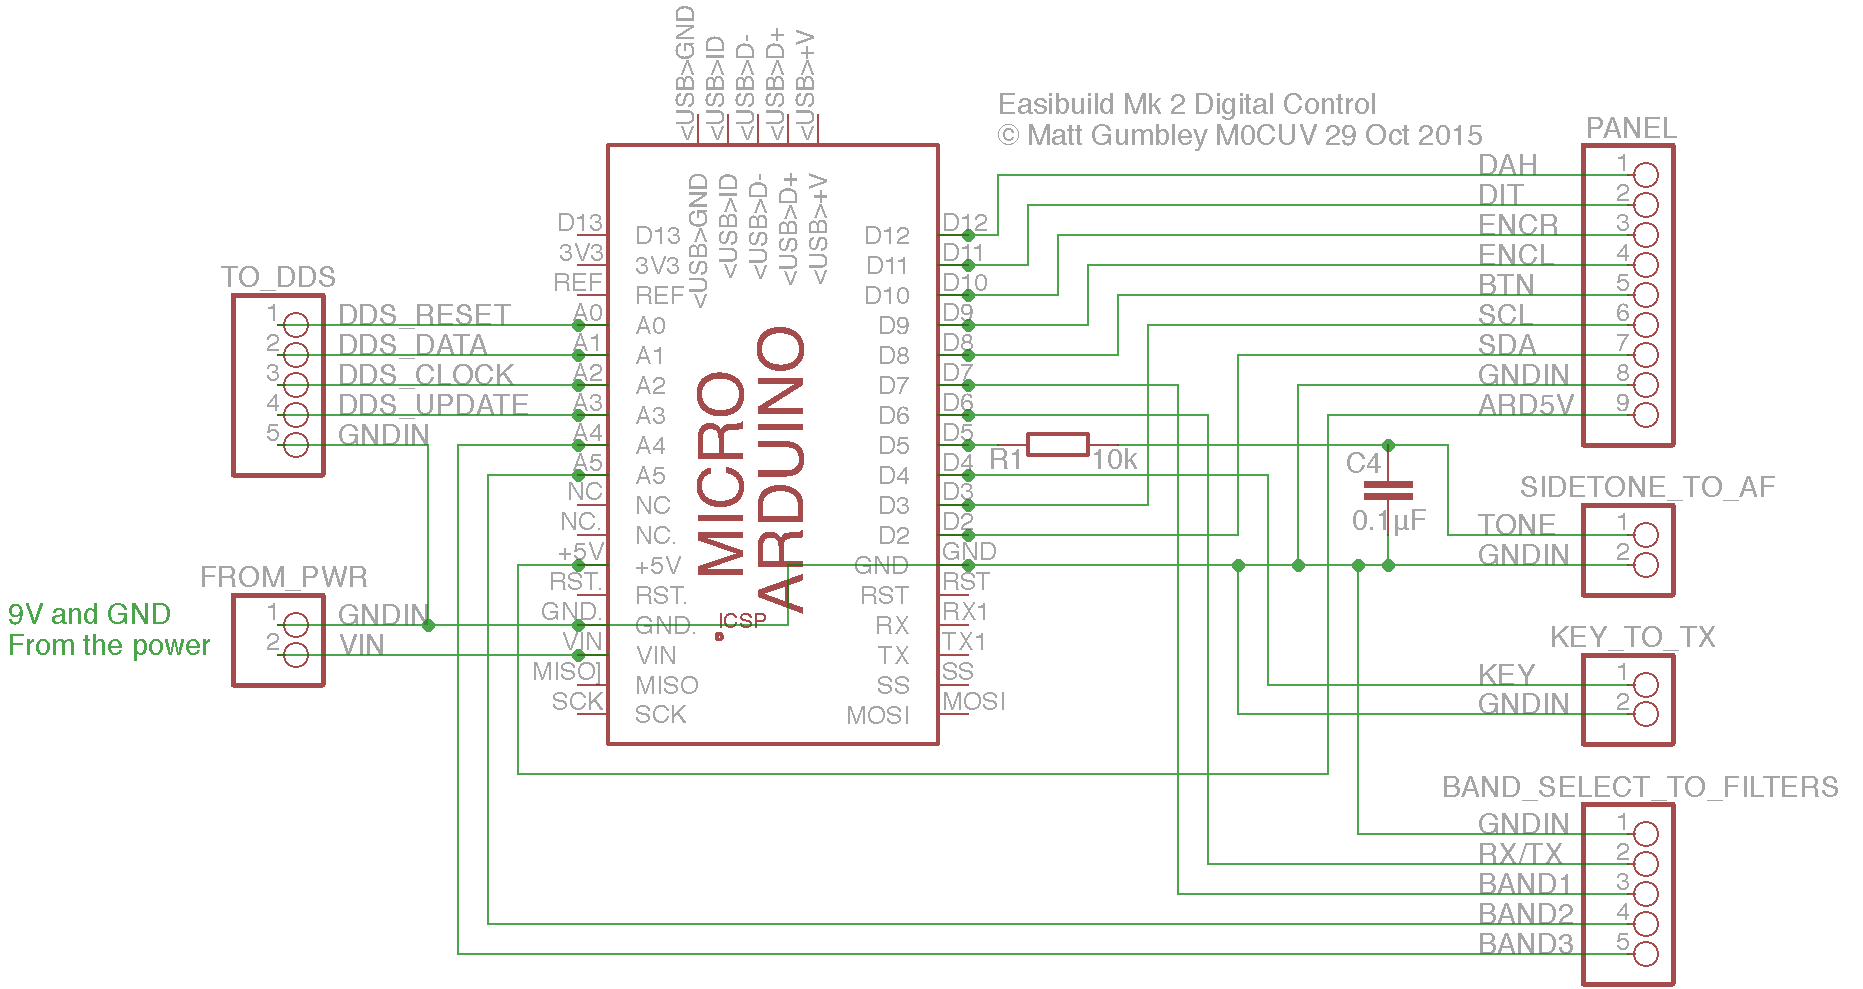 <USB>GND
<USB>ID
<USB>D-
<USB>D+
<USB>+V
Easibuild Mk 2 Digital Control
© Matt Gumbley M0CUV 29 Oct 2015
<USB>GND
<USB>ID
<USB>D-
<USB>D+
<USB>+V
MICRO
ARDUINO
ICSP
D13 D13
3V3 3V3
REF REF
A0 A0
A1 A1
A2 A2
A3 A3
A4 A4
A5 A5
NC NC
NC. NC.
+5V +5V
RST. RST.
GND. GND.
VIN VIN
MISO] MISO
SCK SCK
D12 D12
D11 D11
D10 D10
D9 D9
D8 D8
D7 D7
D6 D6
D5 D5
D4 D4
D3 D3
D2 D2
GND GND
RST RST
RX RX1
TX TX1
SS SS
MOSI MOSI
TO_DDS
1 DDS_RESET
2 DDS_DATA
3 DDS_CLOCK
4 DDS_UPDATE
5 GNDIN
FROM_PWR
1 GNDIN
2 VIN
9V and GND
From the power
R1 10k
C4
0.1µF
PANEL
DAH 1
DIT 2
ENCR 3
ENCL 4
BTN 5
SCL 6
SDA 7
GNDIN 8
ARD5V 9
SIDETONE_TO_AF
TONE 1
GNDIN 2
KEY_TO_TX
KEY 1
GNDIN 2
BAND_SELECT_TO_FILTERS
GNDIN 1
RX/TX 2
BAND1 3
BAND2 4
BAND3 5